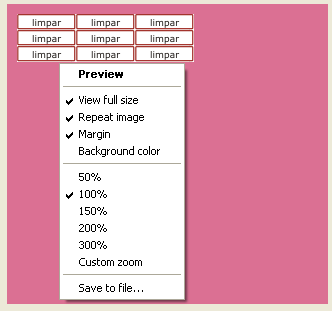 limpar limpar limpar
limpar limpar limpar
limpar limpar limpar
Preview
View full size
Repeat image
Margin
Background color
50%
100%
150%
200%
300%
Custom zoom
Save to file...